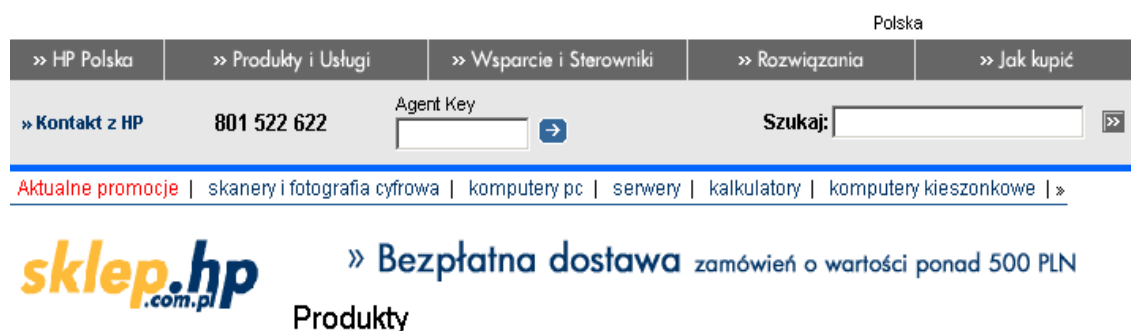 Polska
» HP Polska » Produkty i Usługi » Wsparcie i Sterowniki » Rozwiązania » Jak kupić
Agent Key
» Kontakt z HP 801 522 622 Szukaj: »
Aktualne promocje | skanery i fotografia cyfrowa | komputery pc | serwery | kalkulatory | komputery kieszonkowe | »
sklep.hp » Bezpłatna dostawa zamówień o wartości ponad 500 PLN
.com.pl
Produkty